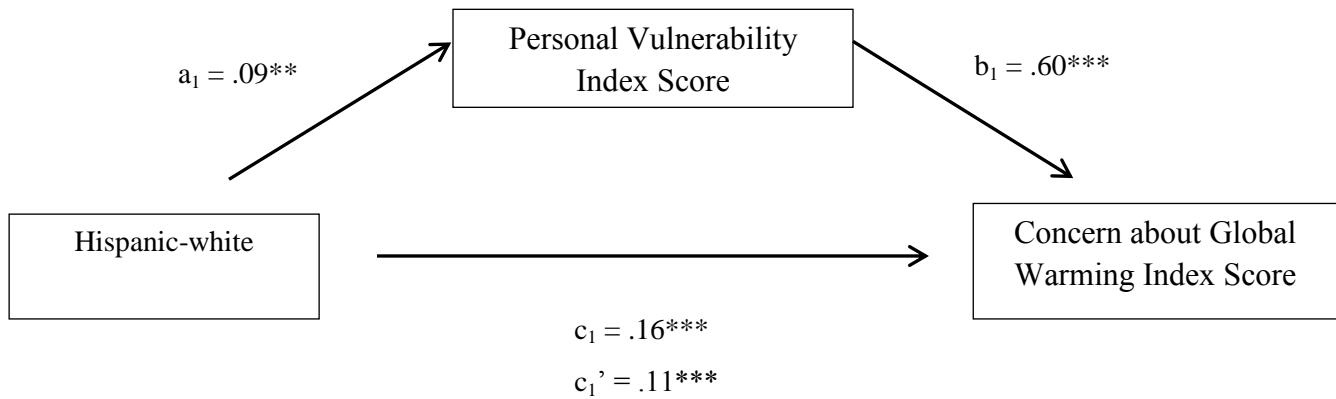 Personal Vulnerability
Index Score
a₁ = .09**
b₁ = .60***
Hispanic-white
Concern about Global
Warming Index Score
c₁ = .16***
c₁’ = .11***